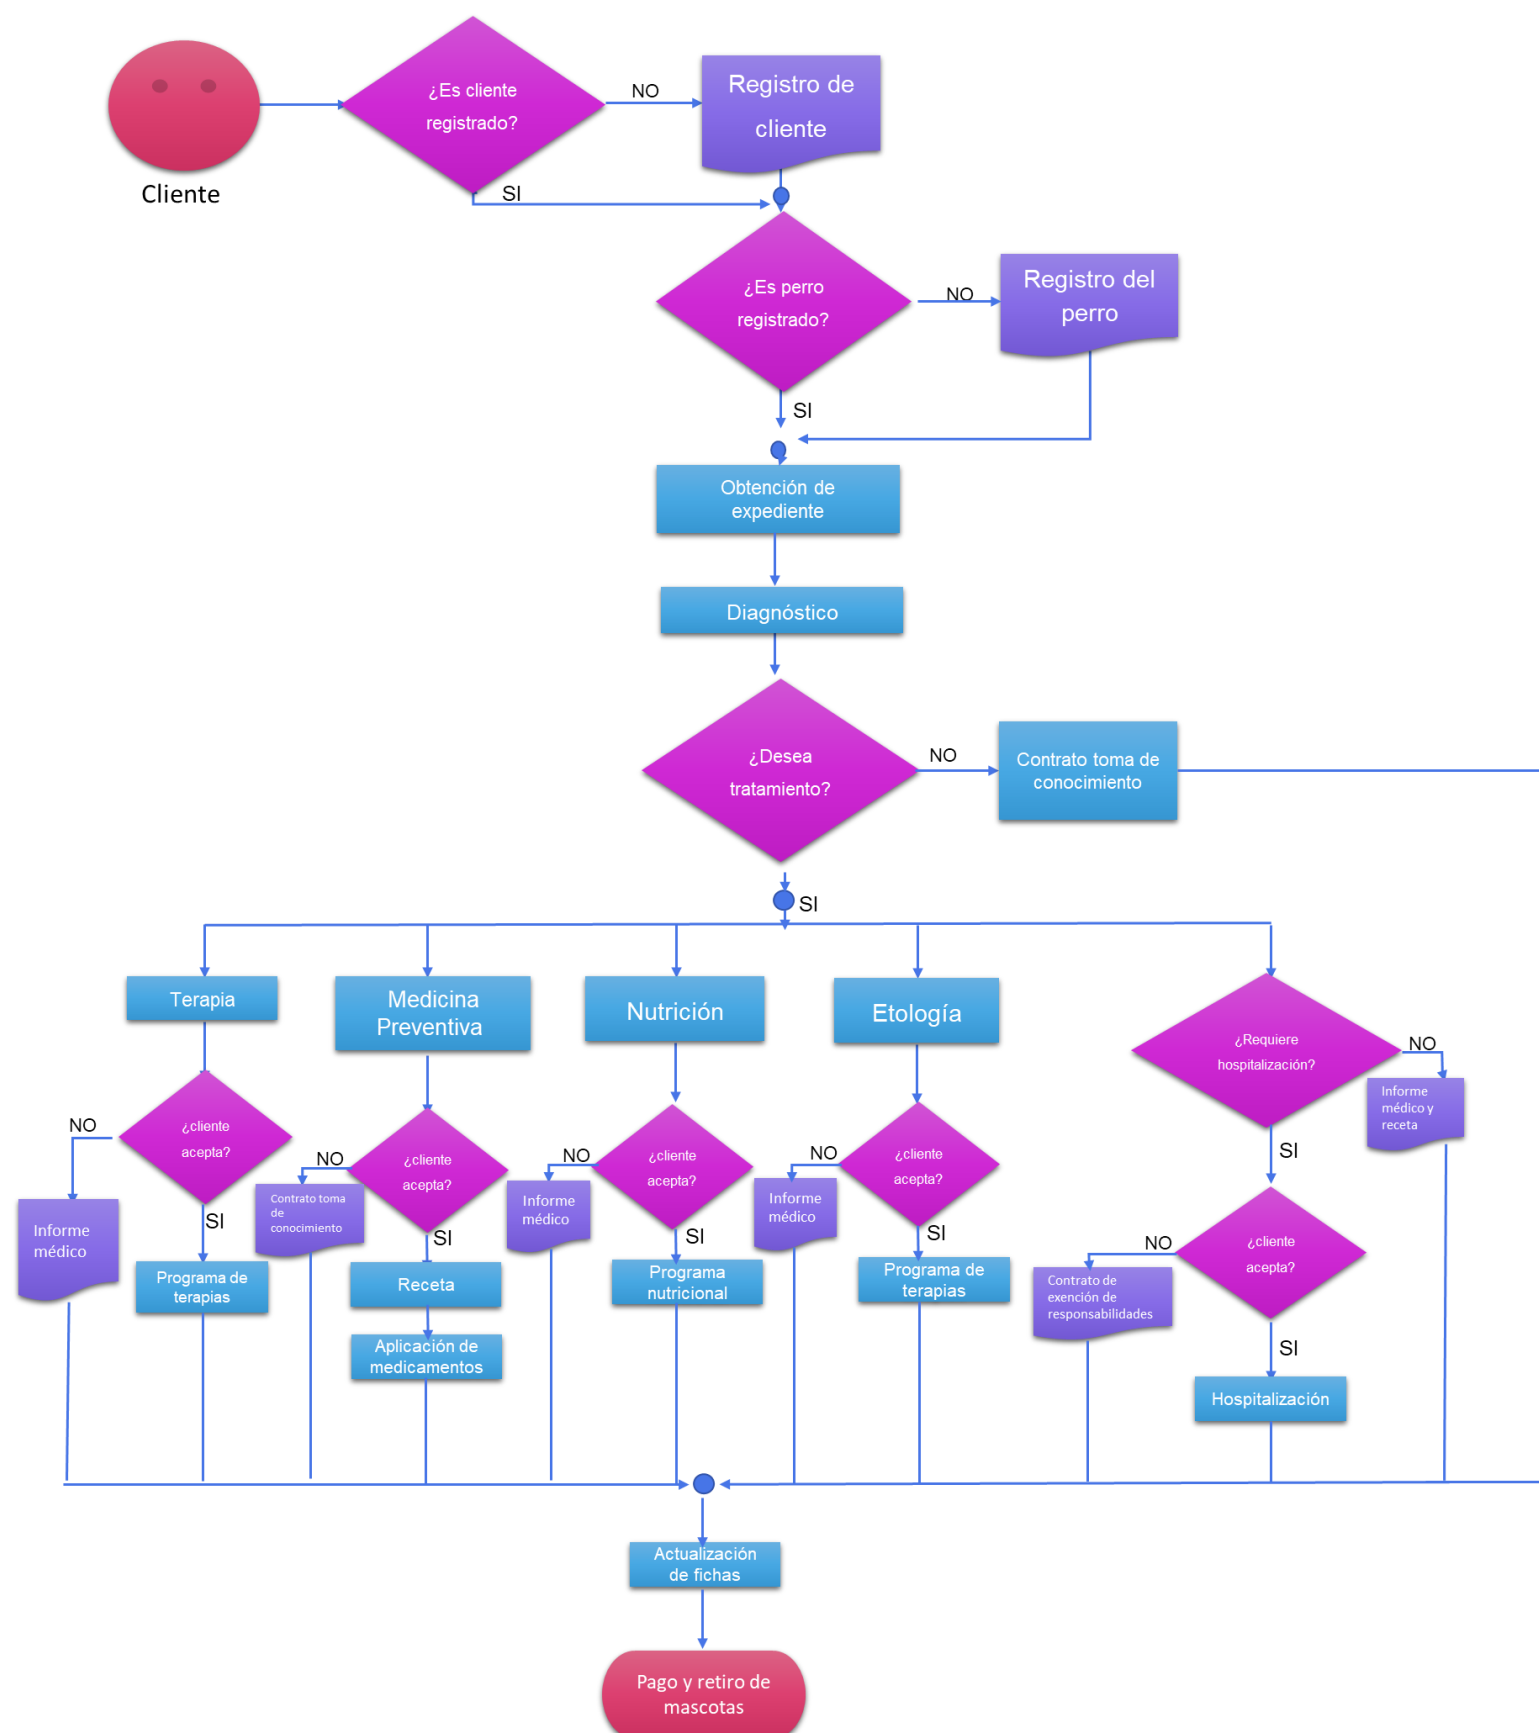 ¿Es cliente
registrado?
NO
Registro de
cliente
Cliente
SI
¿Es perro
registrado?
NO
Registro del
perro
SI
Obtención de
expediente
Diagnóstico
¿Desea
tratamiento?
NO
Contrato toma de
conocimiento
SI
Terapia
Medicina
Preventiva
Nutrición
Etología
¿Requiere
hospitalización?
NO
Informe
médico y
receta
NO
¿cliente
acepta?
NO
¿cliente
acepta?
NO
¿cliente
acepta?
NO
¿cliente
acepta?
SI
Informe
médico
SI
Contrato toma
de
conocimiento
SI
Informe
médico
SI
Informe
médico
SI
NO
¿cliente
acepta?
Programa de
terapias
Receta
Programa
nutricional
Programa de
terapias
Contrato de
exención de
responsabilidades
Aplicación de
medicamentos
SI
Hospitalización
Actualización
de fichas
Pago y retiro de
mascotas